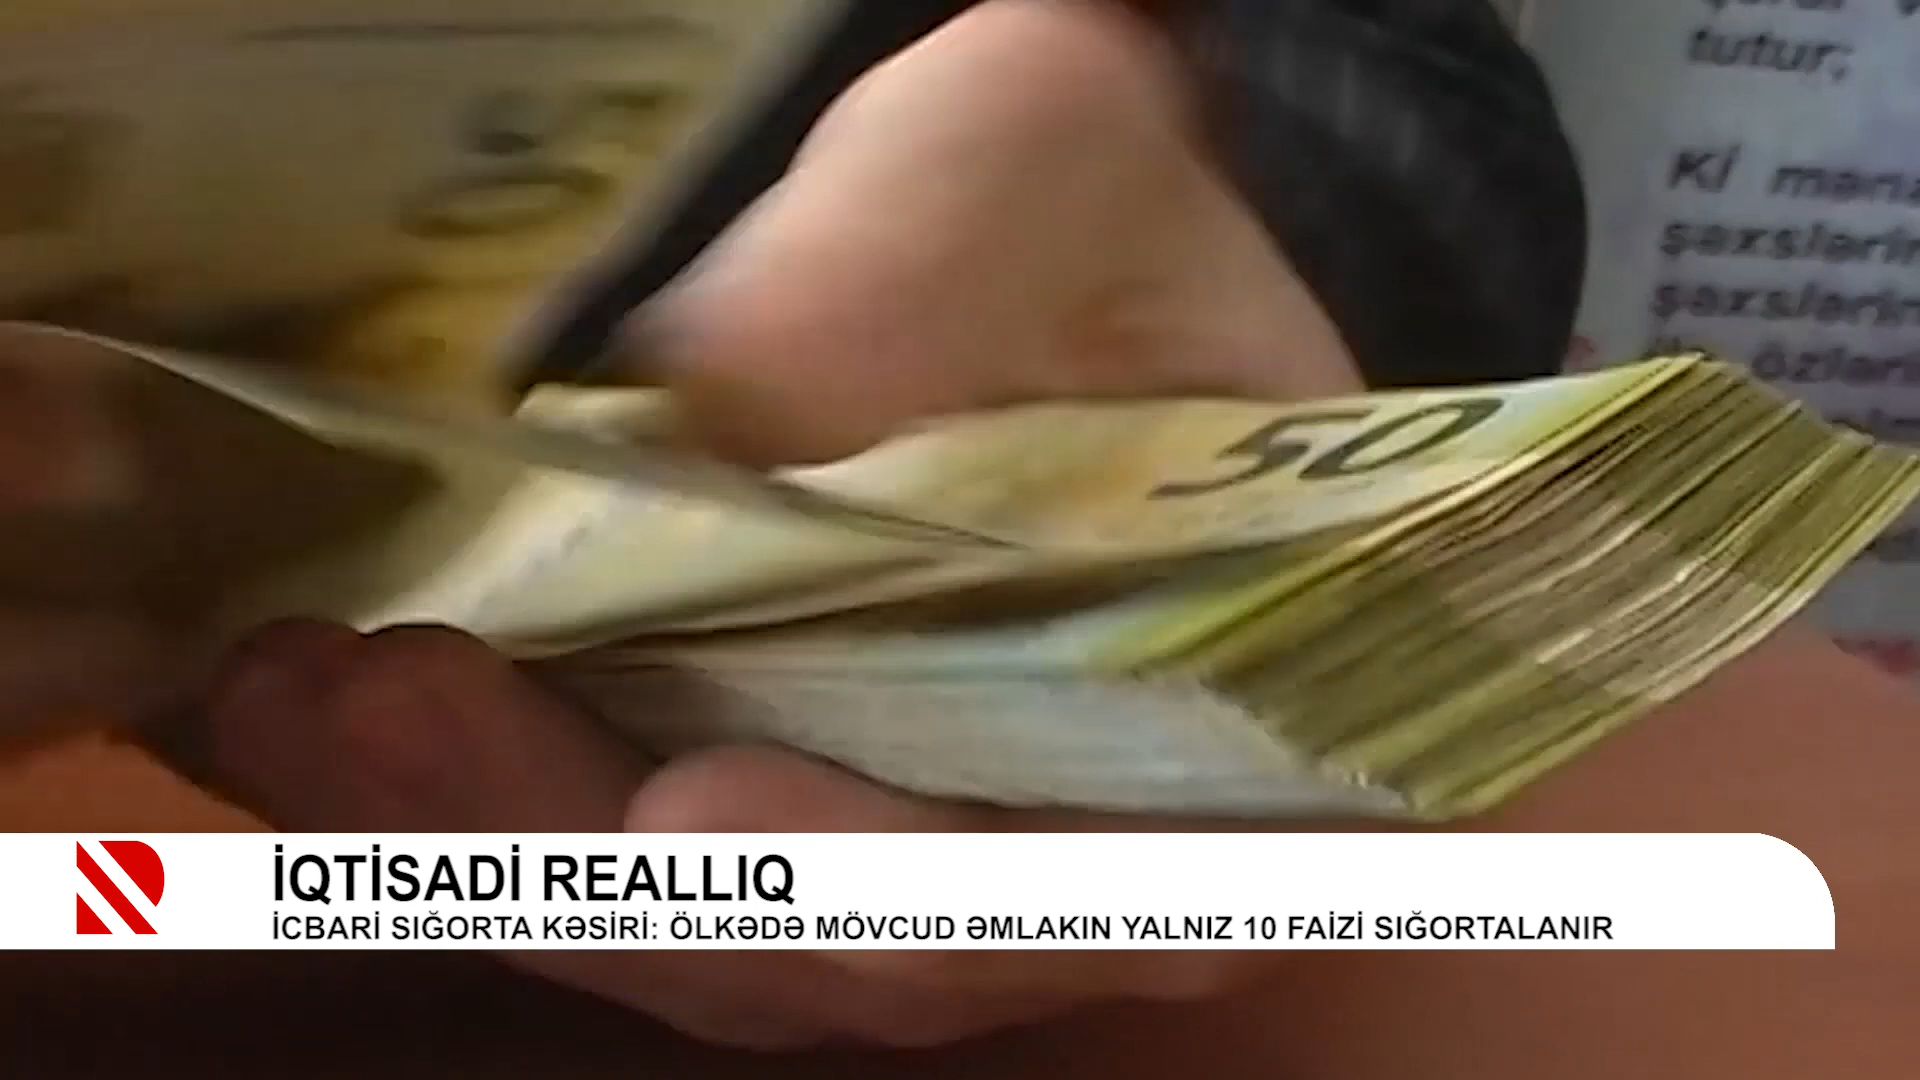 tutur;
Kİ
şəxslərin
şəxslərin
50
İQTİSADİ REALLIQ
İCBARİ SIĞORTA KƏSİRİ: ÖLKƏDƏ MÖVCUD ƏMLAKIN YALNIZ 10 FAİZİ SIĞORTALANIR